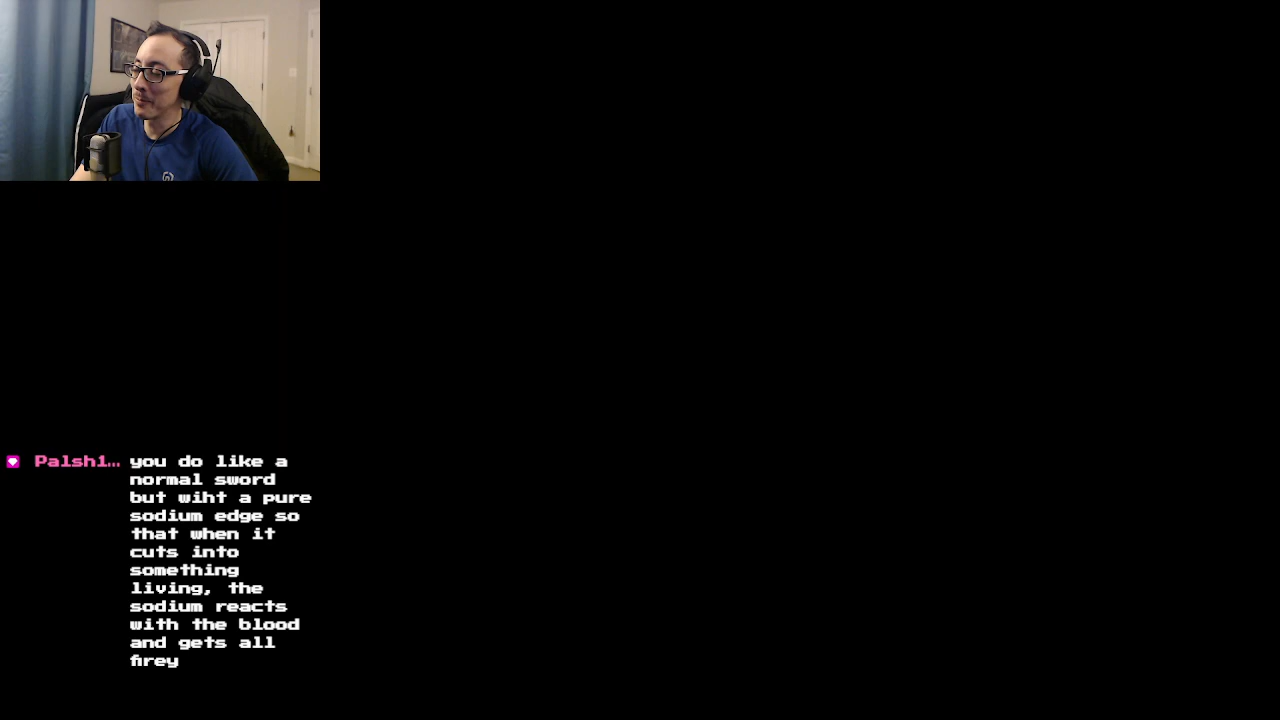 Palsh1... you do like a
normal sword
but wiht a pure
sodium edge so
that when it
cuts into
something
living, the
sodium reacts
with the blood
and gets all
firey